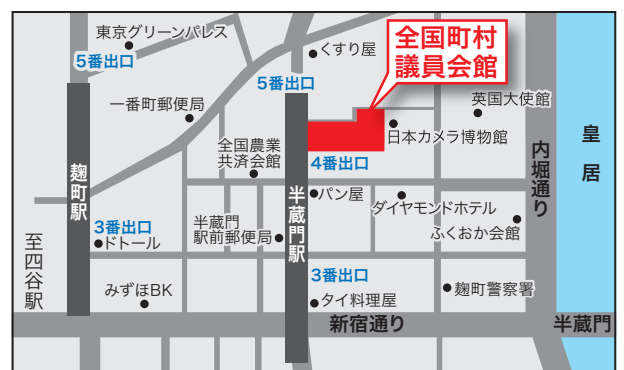 東京グリーンパレス
5番出口
くすり屋
全国町村
議員会館
5番出口
一番町郵便局
英国大使館
日本カメラ博物館
全国農業
共済会館
4番出口
内堀通り
皇居
麹町駅
半蔵門駅
パン屋
ダイヤモンドホテル
ふくおか会館
3番出口
ドトール
半蔵門
駅前郵便局
至四谷駅
みずほBK
3番出口
タイ料理屋
麹町警察署
新宿通り
半蔵門